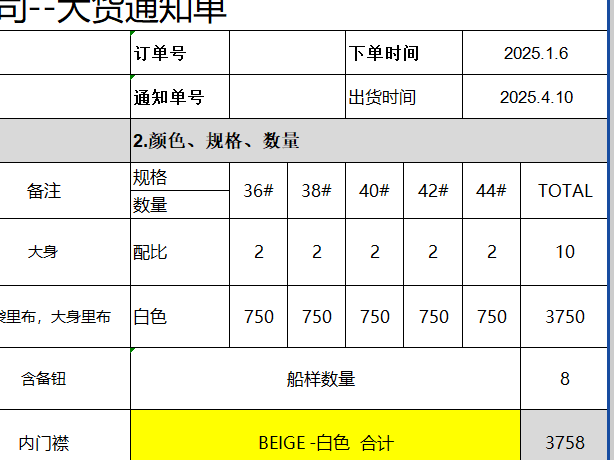 司--大货通知单
订单号 下单时间 2025.1.6
通知单号 出货时间 2025.4.10
2.颜色、规格、数量
备注 规格 36# 38# 40# 42# 44# TOTAL
数量
大身 配比 2 2 2 2 2 10
袋里布，大身里布 白色 750 750 750 750 750 3750
含备钮 船样数量 8
内门襟 BEIGE -白色 合计 3758